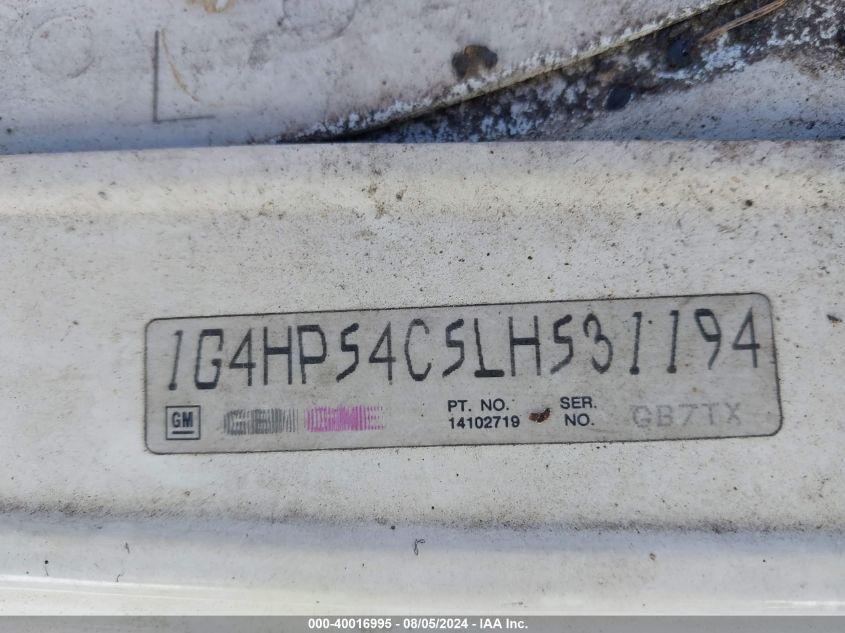 1G4HP54C5LH531194
GM
PT. NO. SER.
14102719 NO. GB7TX
000-40016995 - 08/05/2024 - IAA Inc.